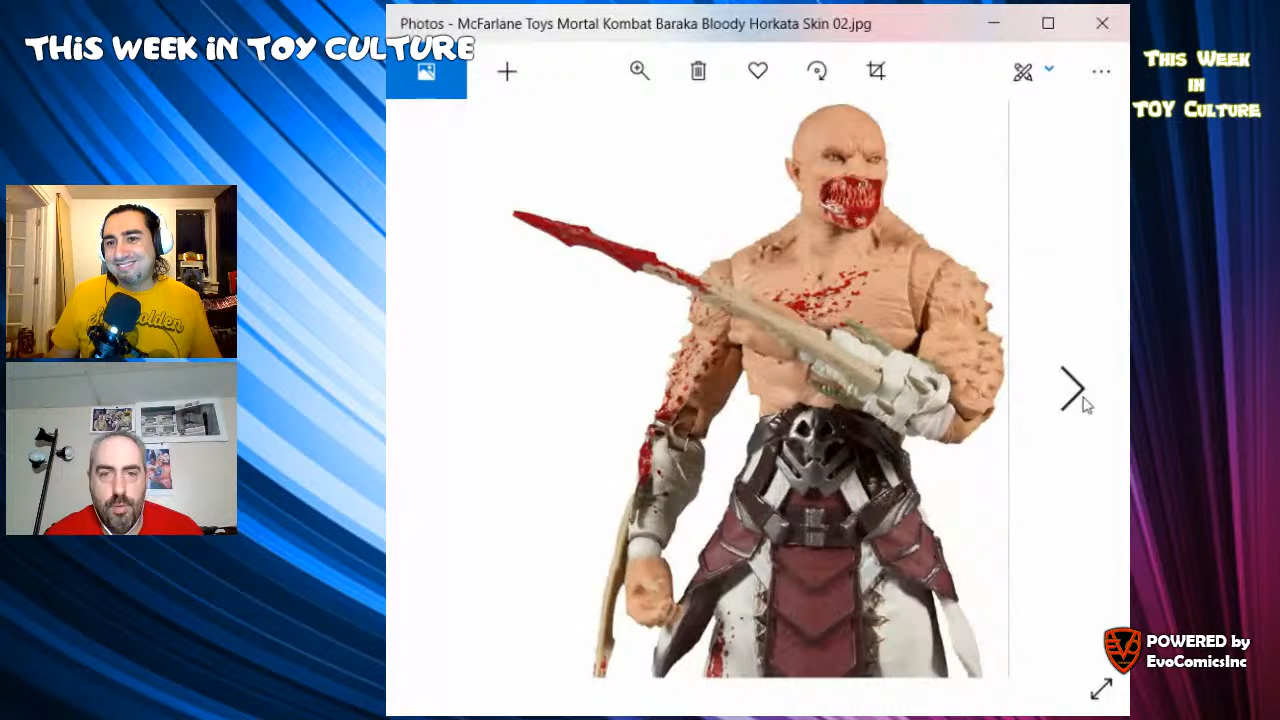 THiS WEEK iN TOY CULTURE
Photos - McFarlane Toys Mortal Kombat Baraka Bloody Horkata Skin 02.jpg
This Week
in
TOY Culture
POWERED by
EvoComicsInc